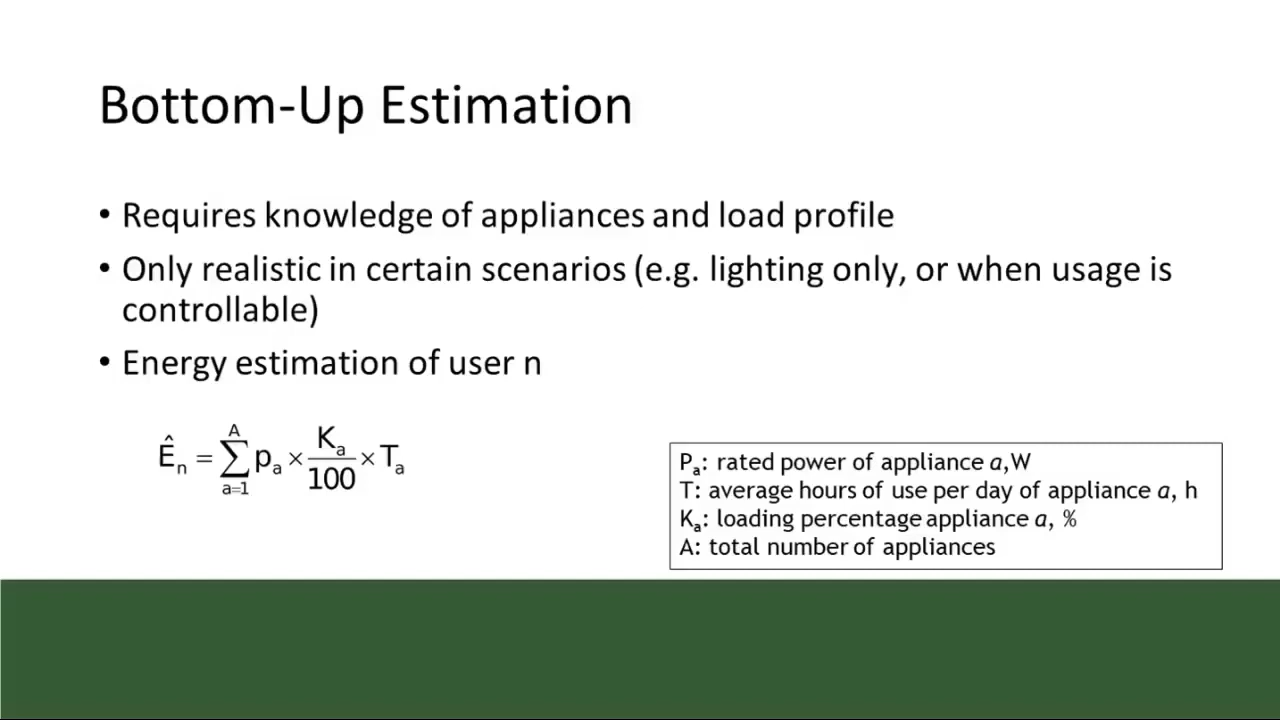 Bottom-Up Estimation
• Requires knowledge of appliances and load profile
• Only realistic in certain scenarios (e.g. lighting only, or when usage is
controllable)
• Energy estimation of user n
Ê_n = ∑_{a=1}^{A} p_a × K_a/100 × T_a
P_a: rated power of appliance a,W
T: average hours of use per day of appliance a, h
K_a: loading percentage appliance a, %
A: total number of appliances